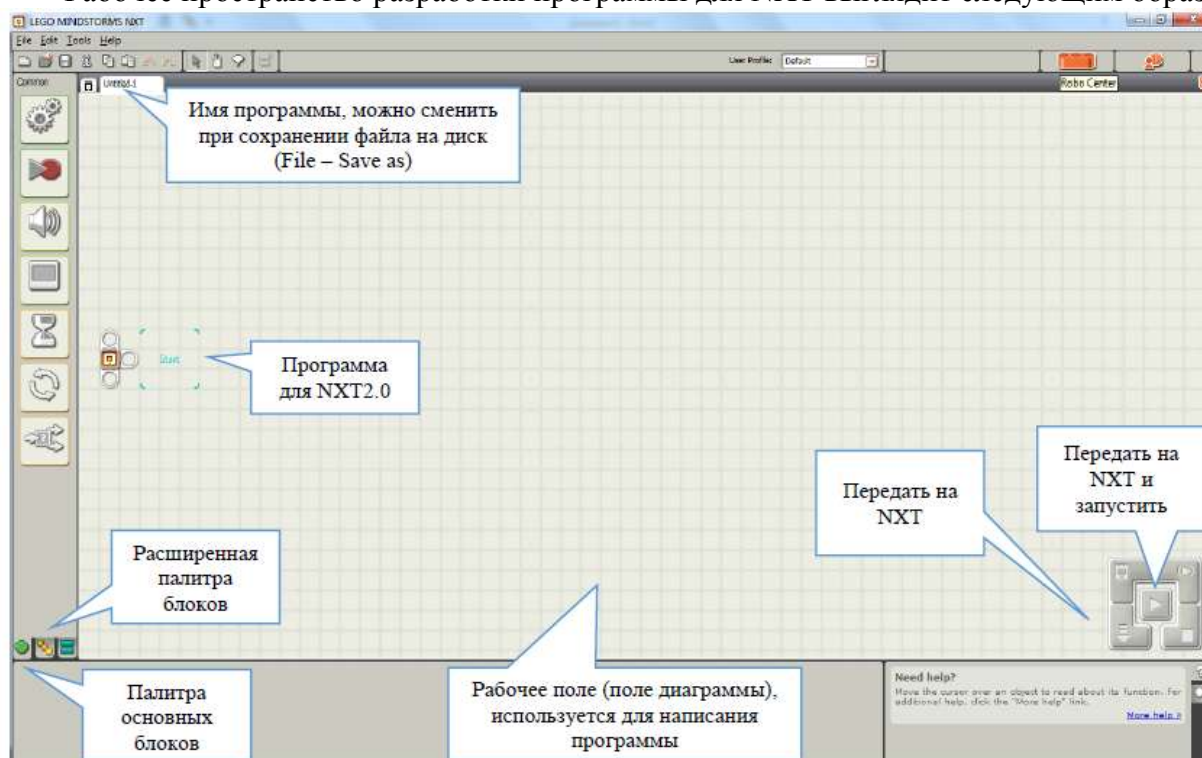 Рабочее пространство разработки программы для NXT выглядит следующим образ
LEGO MINDSTORMS NXT
File Edit Tools Help
User Profile: Default
Common
Untitled-1
Robo Center
Имя программы, можно сменить
при сохранении файла на диск
(File – Save as)
Start
Программа
для NXT2.0
Передать на
NXT
Передать на
NXT и
запустить
Расширенная
палитра
блоков
Палитра
основных
блоков
Рабочее поле (поле диаграммы),
используется для написания
программы
Need help?
Move the cursor over an object to read about its function. For
additional help, click the "More help" link.
More help »